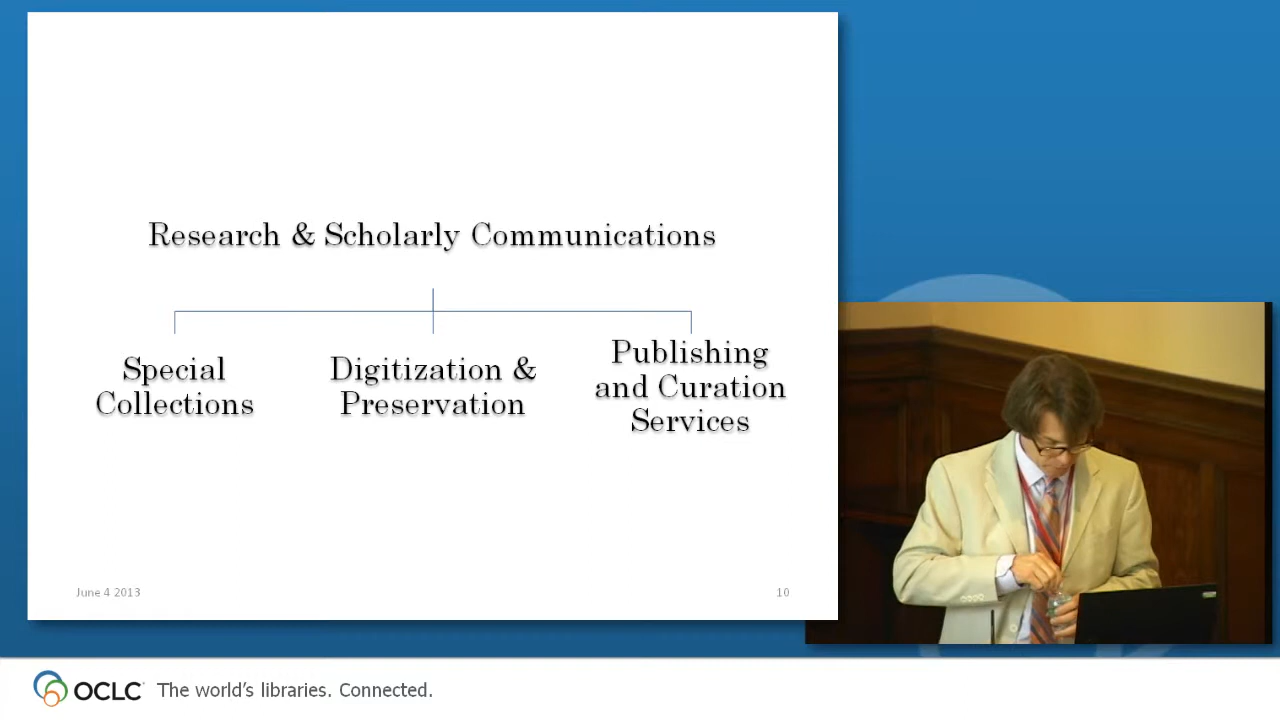 Research & Scholarly Communications
Special
Collections
Digitization &
Preservation
Publishing
and Curation
Services
June 4 2013
10
OCLC
The world's libraries. Connected.